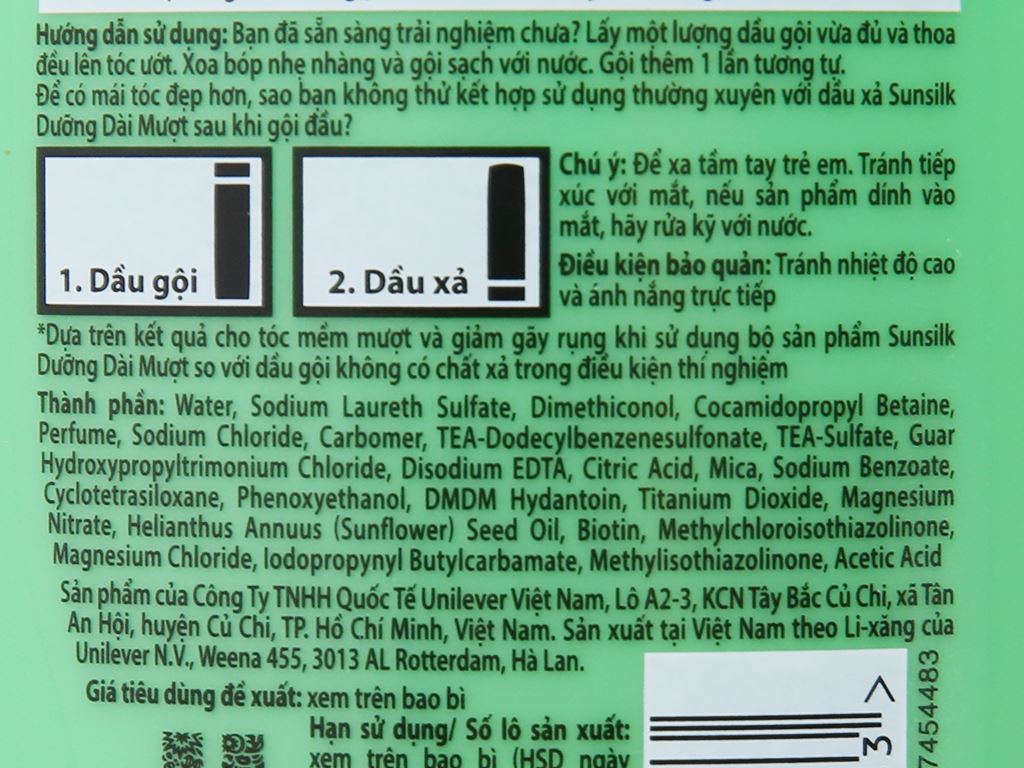 Hướng dẫn sử dụng: Bạn đã sẵn sàng trải nghiệm chưa? Lấy một lượng dầu gội vừa đủ và thoa
đều lên tóc ướt. Xoa bóp nhẹ nhàng và gội sạch với nước. Gội thêm 1 lần tương tự.
Để có mái tóc đẹp hơn, sao bạn không thử kết hợp sử dụng thường xuyên với dầu xả Sunsilk
Dưỡng Dài Mượt sau khi gội đầu?
1. Dầu gội
2. Dầu xả
Chú ý: Để xa tầm tay trẻ em. Tránh tiếp
xúc với mắt, nếu sản phẩm dính vào
mắt, hãy rửa kỹ với nước.
Điều kiện bảo quản: Tránh nhiệt độ cao
và ánh nắng trực tiếp
*Dựa trên kết quả cho tóc mềm mượt và giảm gãy rụng khi sử dụng bộ sản phẩm Sunsilk
Dưỡng Dài Mượt so với dầu gội không có chất xả trong điều kiện thí nghiệm
Thành phần: Water, Sodium Laureth Sulfate, Dimethiconol, Cocamidopropyl Betaine,
Perfume, Sodium Chloride, Carbomer, TEA-Dodecylbenzenesulfonate, TEA-Sulfate, Guar
Hydroxypropyltrimonium Chloride, Disodium EDTA, Citric Acid, Mica, Sodium Benzoate,
Cyclotetrasiloxane, Phenoxyethanol, DMDM Hydantoin, Titanium Dioxide, Magnesium
Nitrate, Helianthus Annuus (Sunflower) Seed Oil, Biotin, Methylchloroisothiazolinone,
Magnesium Chloride, Iodopropynyl Butylcarbamate, Methylisothiazolinone, Acetic Acid
Sản phẩm của Công Ty TNHH Quốc Tế Unilever Việt Nam, Lô A2-3, KCN Tây Bắc Củ Chi, xã Tân
An Hội, huyện Củ Chi, TP. Hồ Chí Minh, Việt Nam. Sản xuất tại Việt Nam theo Li-xăng của
Unilever N.V., Weena 455, 3013 AL Rotterdam, Hà Lan.
Giá tiêu dùng đề xuất: xem trên bao bì
Hạn sử dụng/ Số lô sản xuất:
xem trên bao bì (HSD ngày
3 >
7454483